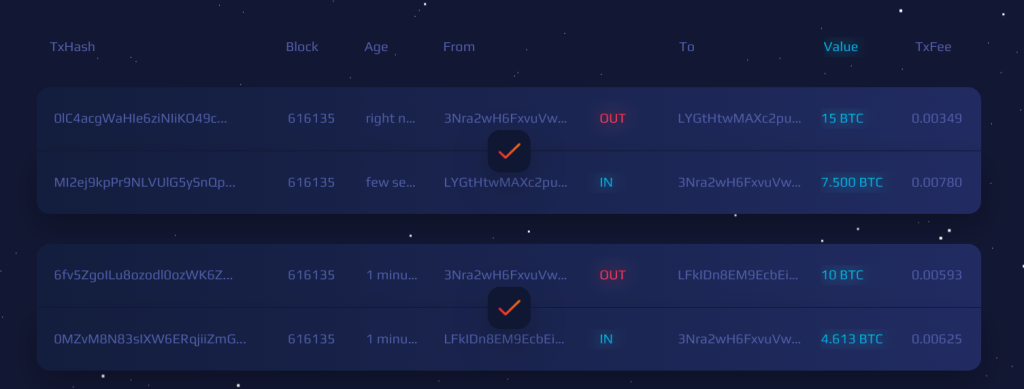 TxHash Block Age From To Value TxFee
0lC4acgWaHIe6ziNIiKO49c... 616135 right n... 3Nra2wH6FxvuVw... OUT LYGtHtwMAXc2pu... 15 BTC 0.00349
MI2ej9kpPr9NLVUlG5ySnQp... 616135 few se... LYGtHtwMAXc2pu... IN 3Nra2wH6FxvuVw... 7.500 BTC 0.00780
6fv5ZgoILu8ozodl0ozWK6Z... 616135 1 minu... 3Nra2wH6FxvuVw... OUT LFkIDn8EM9EcbEi... 10 BTC 0.00593
0MZvM8N83sIXW6ERqjiiZmG... 616135 1 minu... LFkIDn8EM9EcbEi... IN 3Nra2wH6FxvuVw... 4.613 BTC 0.00625